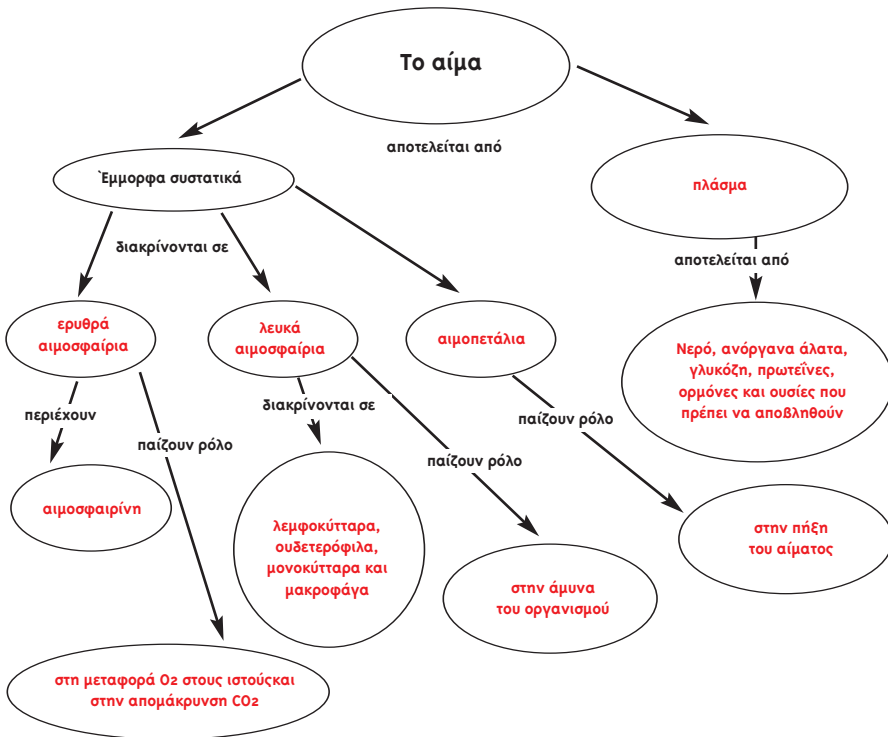 Το αίμα
αποτελείται από
Έμμορφα συστατικά
πλάσμα
διακρίνονται σε
αποτελείται από
ερυθρά
αιμοσφαίρια
λευκά
αιμοσφαίρια
αιμοπετάλια
Νερό, ανόργανα άλατα,
γλυκόζη, πρωτεΐνες,
ορμόνες και ουσίες που
πρέπει να αποβληθούν
περιέχουν
διακρίνονται σε
παίζουν ρόλο
παίζουν ρόλο
παίζουν ρόλο
αιμοσφαιρίνη
λεμφοκύτταρα,
ουδετερόφιλα,
μονοκύτταρα και
μακροφάγα
στην πήξη
του αίματος
στην άμυνα
του οργανισμού
στη μεταφορά O2 στους ιστούςκαι
στην απομάκρυνση CO2